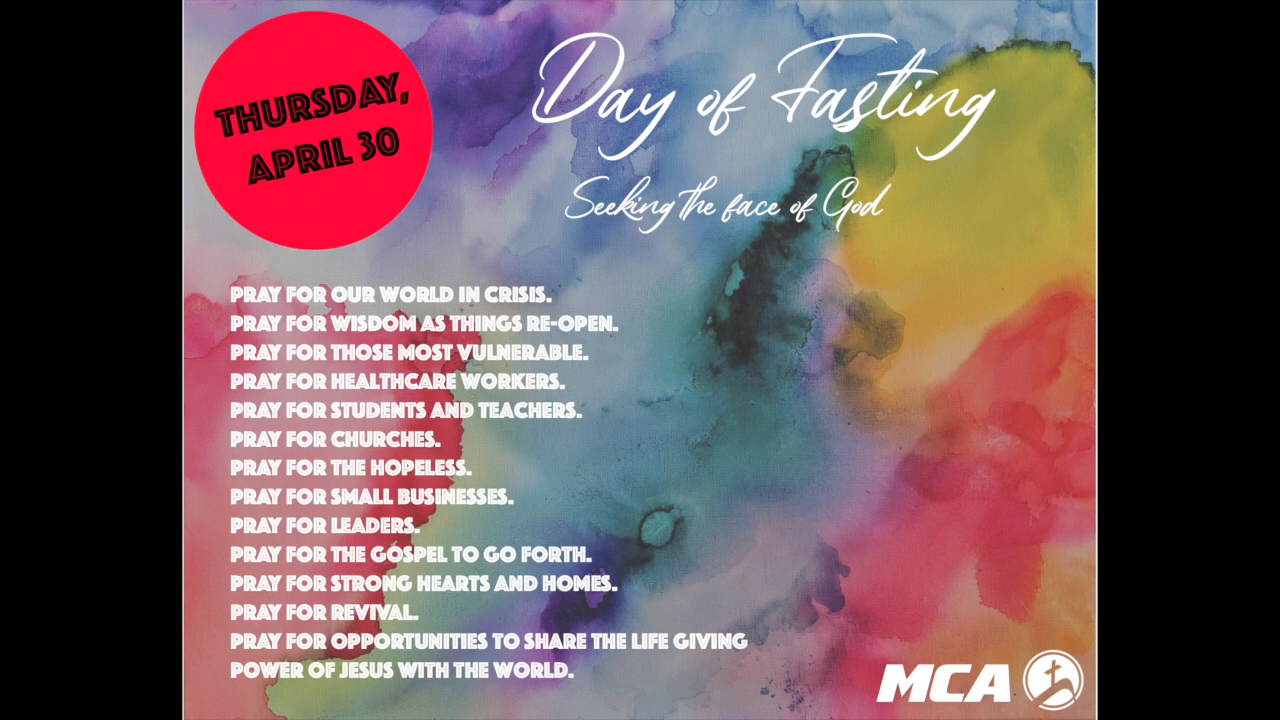 THURSDAY,
APRIL 30
Day of Fasting
Seeking the face of God
PRAY FOR OUR WORLD IN CRISIS.
PRAY FOR WISDOM AS THINGS RE-OPEN.
PRAY FOR THOSE MOST VULNERABLE.
PRAY FOR HEALTHCARE WORKERS.
PRAY FOR STUDENTS AND TEACHERS.
PRAY FOR CHURCHES.
PRAY FOR THE HOPELESS.
PRAY FOR SMALL BUSINESSES.
PRAY FOR LEADERS.
PRAY FOR THE GOSPEL TO GO FORTH.
PRAY FOR STRONG HEARTS AND HOMES.
PRAY FOR REVIVAL.
PRAY FOR OPPORTUNITIES TO SHARE THE LIFE GIVING
POWER OF JESUS WITH THE WORLD.
MCA